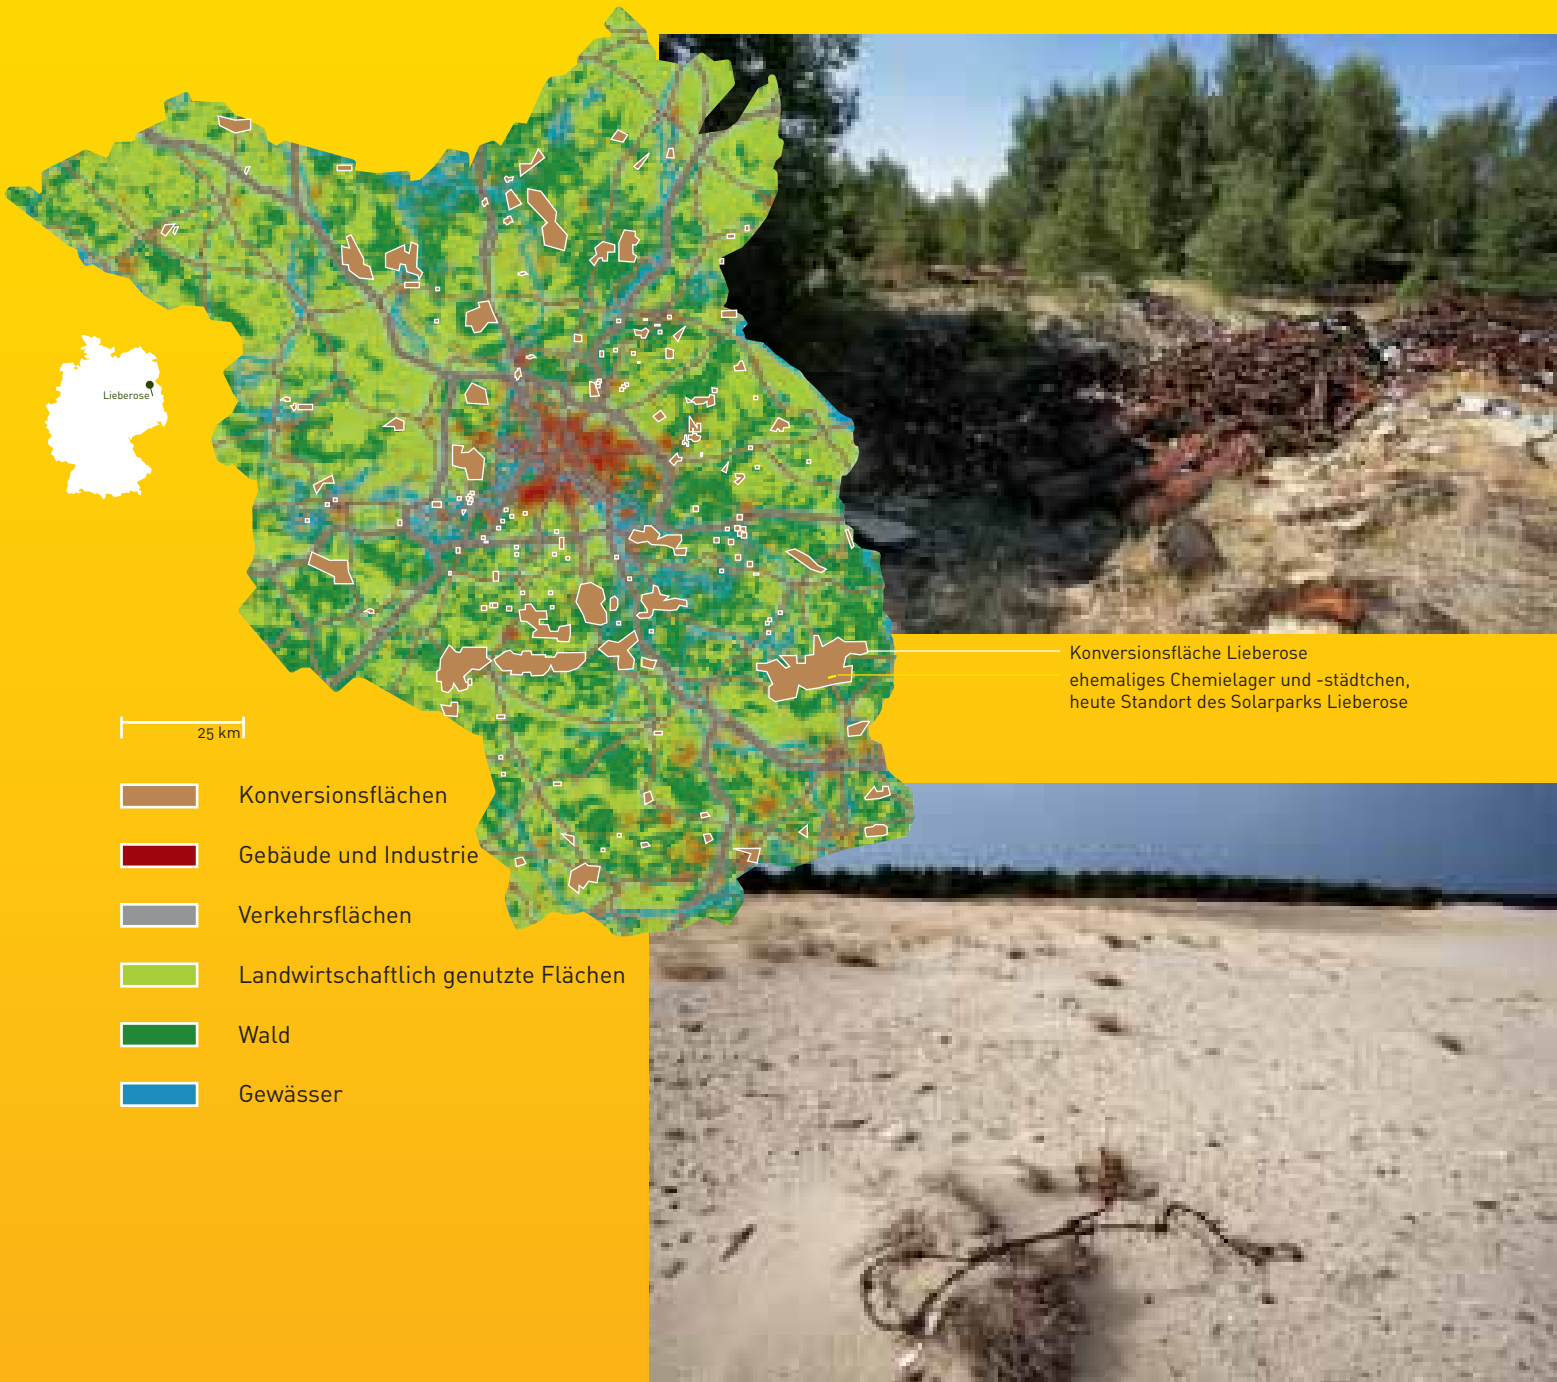 Lieberose
Konversionsfläche Lieberose
ehemaliges Chemielager und -städtchen,
heute Standort des Solarparks Lieberose
25 km
Konversionsflächen
Gebäude und Industrie
Verkehrsflächen
Landwirtschaftlich genutzte Flächen
Wald
Gewässer